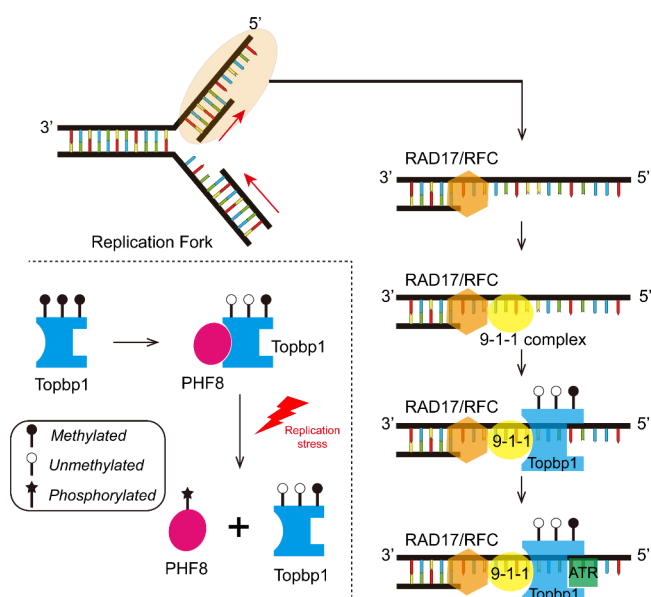 5’
3’
Replication Fork
RAD17/RFC
3’ 5’
RAD17/RFC
3’ 5’
9-1-1 complex
RAD17/RFC
3’ 5’
9-1-1
Topbp1
RAD17/RFC
3’ 5’
9-1-1
ATR
Topbp1
Topbp1
Topbp1
PHF8
Replication
stress
Methylated
Unmethylated
Phosphorylated
+
PHF8
Topbp1